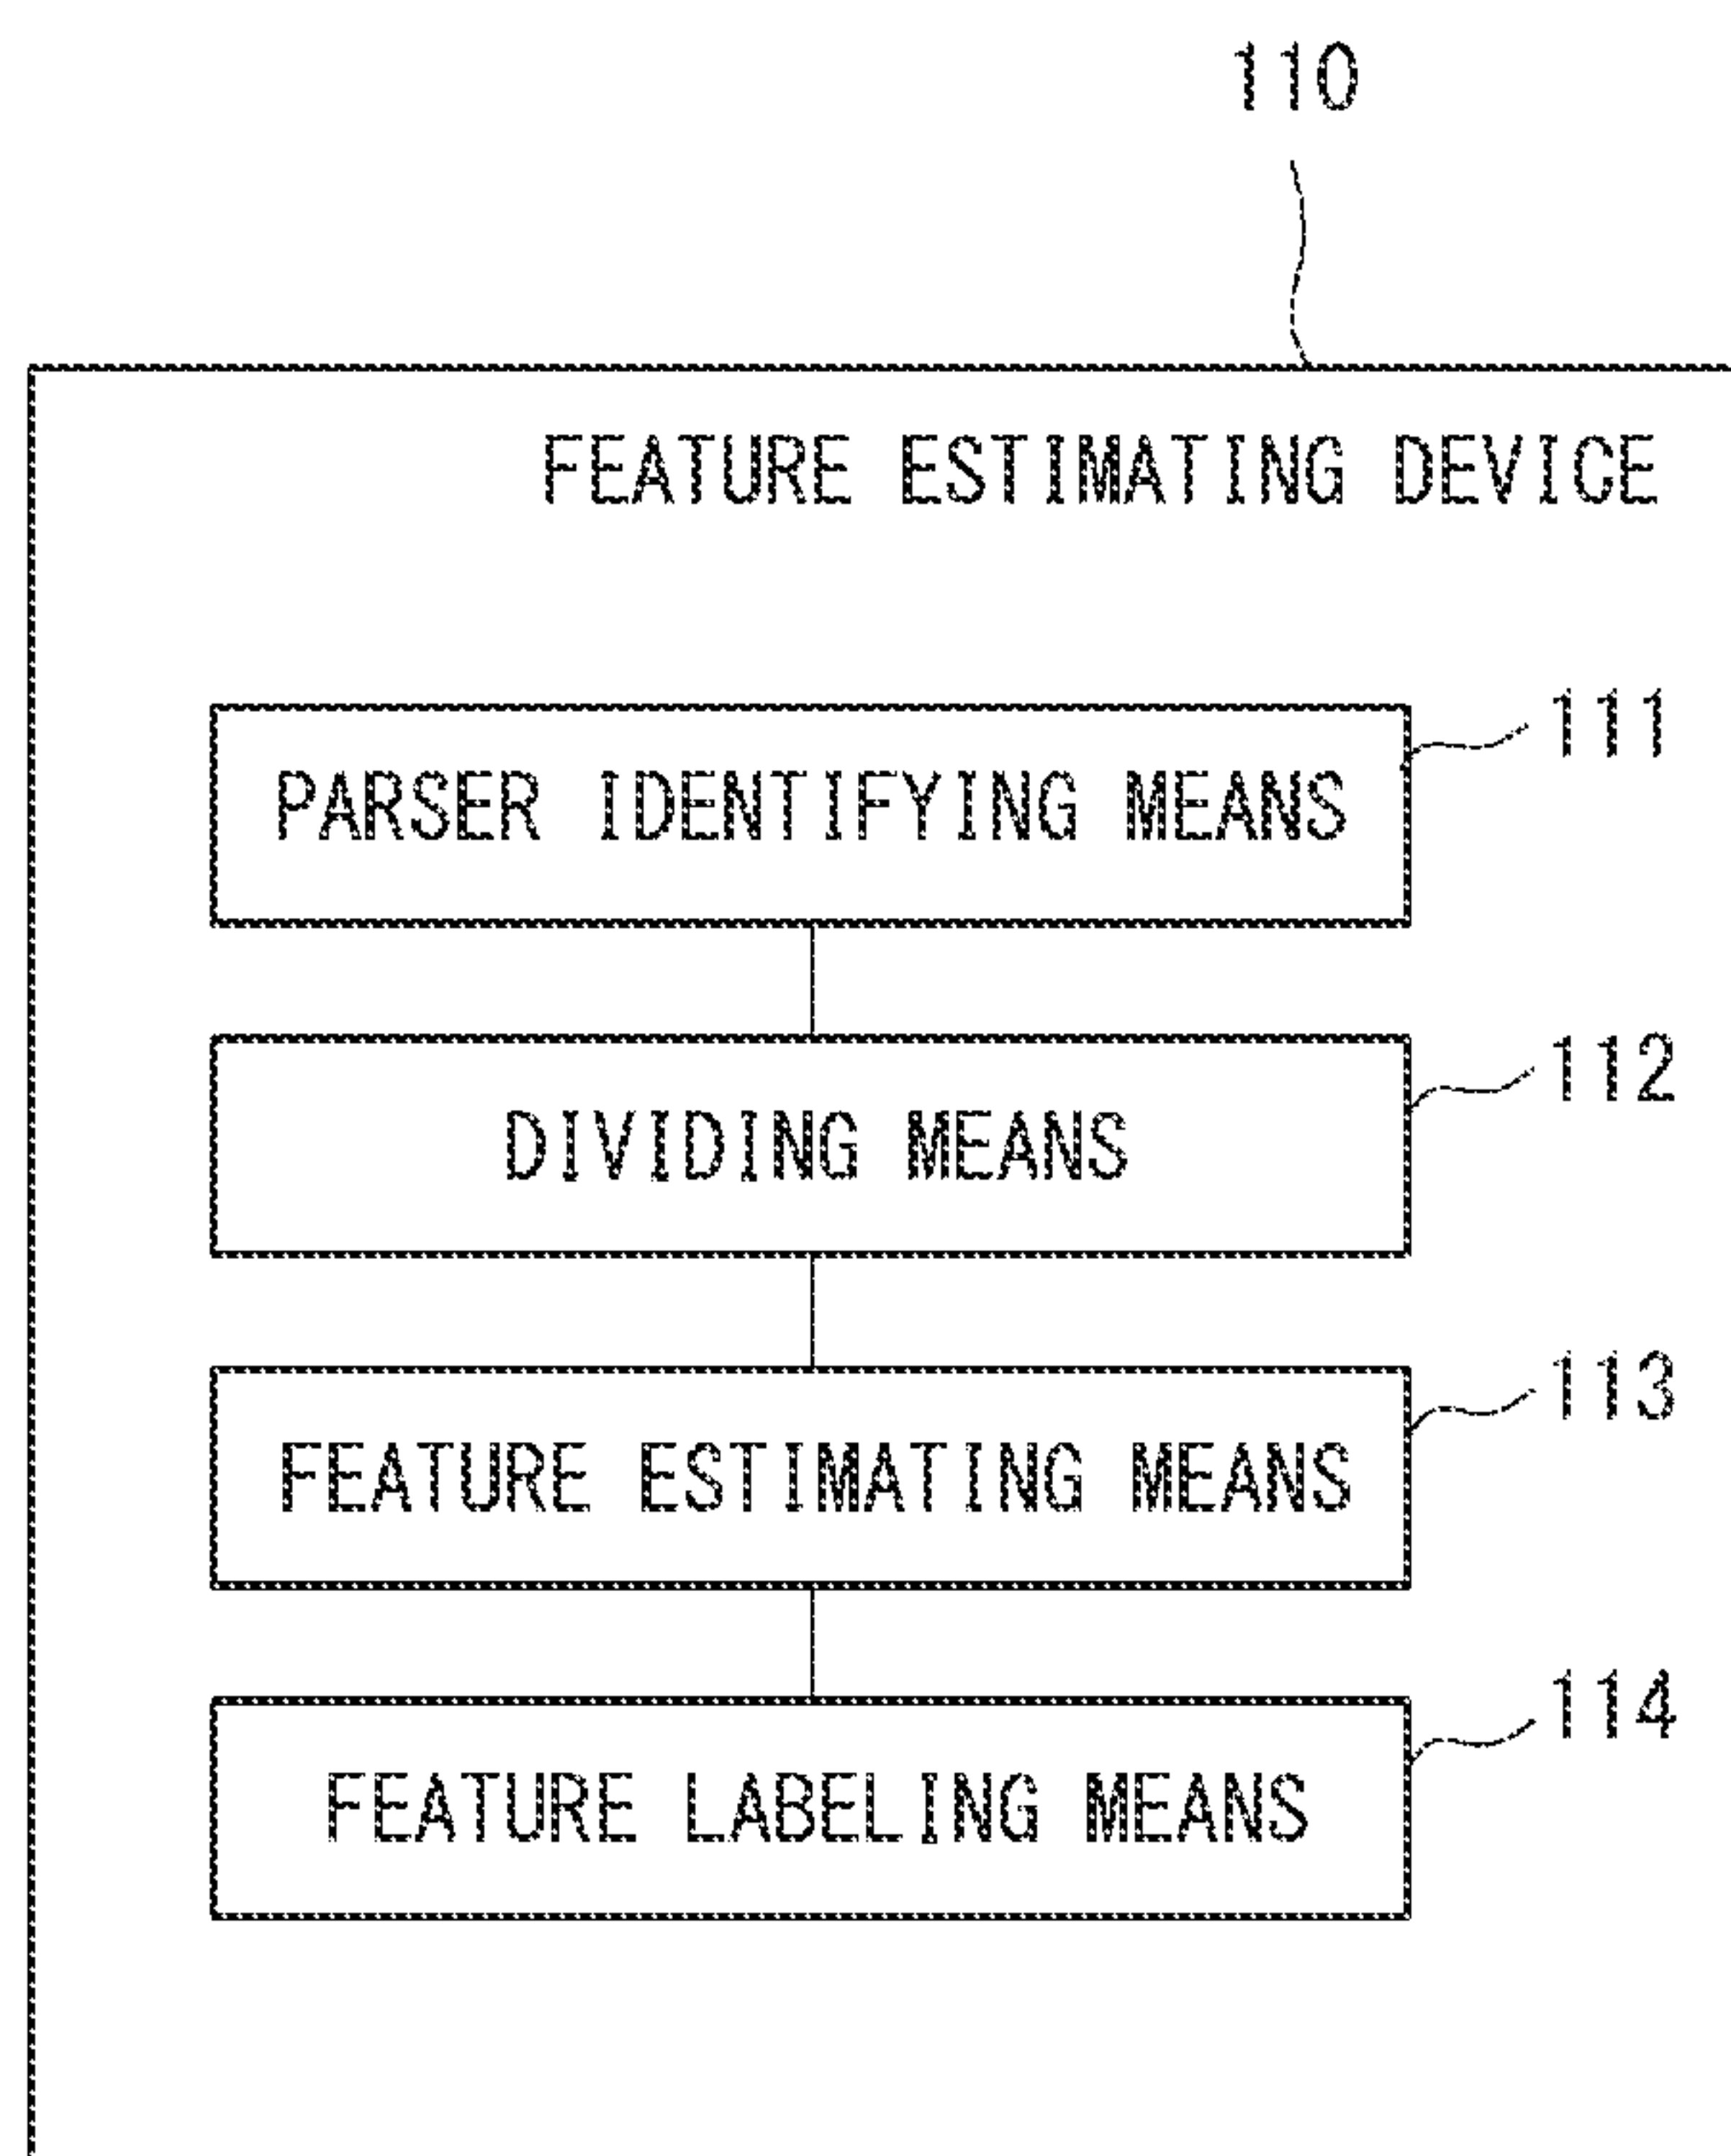 110
FEATURE ESTIMATING DEVICE
111
PARSER IDENTIFYING MEANS
112
DIVIDING MEANS
113
FEATURE ESTIMATING MEANS
114
FEATURE LABELING MEANS